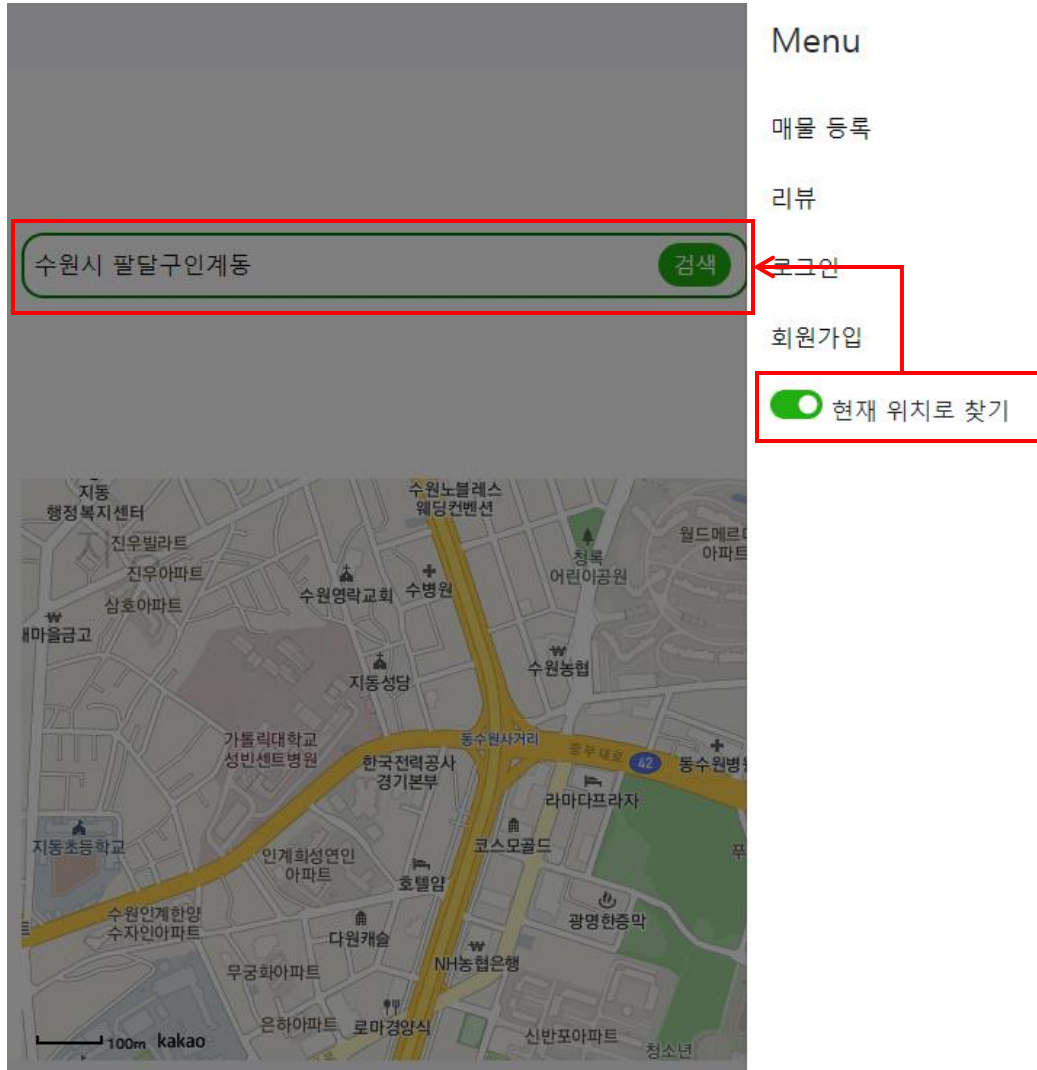 Menu
매물 등록
리뷰
로그인
회원가입
현재 위치로 찾기
수원시 팔달구인계동
검색
지동
행정복지센터
수원노블레스
웨딩컨벤션
진우빌라트
진우아파트
삼호아파트
새마을금고
수원영락교회
수병원
청록
어린이공원
월드메르디
아파트
지동성당
수원농협
가톨릭대학교
성빈센트병원
동수원사거리
중부대로
42
동수원병원
한국전력공사
경기본부
라마다프라자
지동초등학교
코스모골드
인계희성연인
아파트
호텔얌
수원인계한양
수자인아파트
다원캐슬
광명한증막
무궁화아파트
NH농협은행
은하아파트
로마경양식
신반포아파트
청소년
100m
kakao